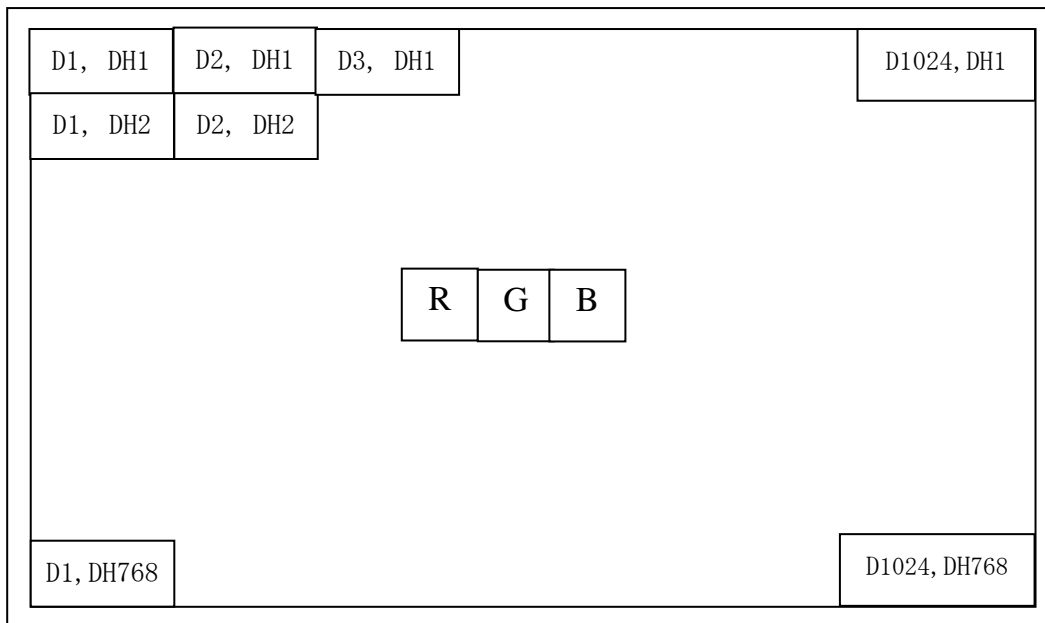 D1, DH1 D2, DH1 D3, DH1 D1024,DH1
D1, DH2 D2, DH2
R G B
D1,DH768 D1024,DH768